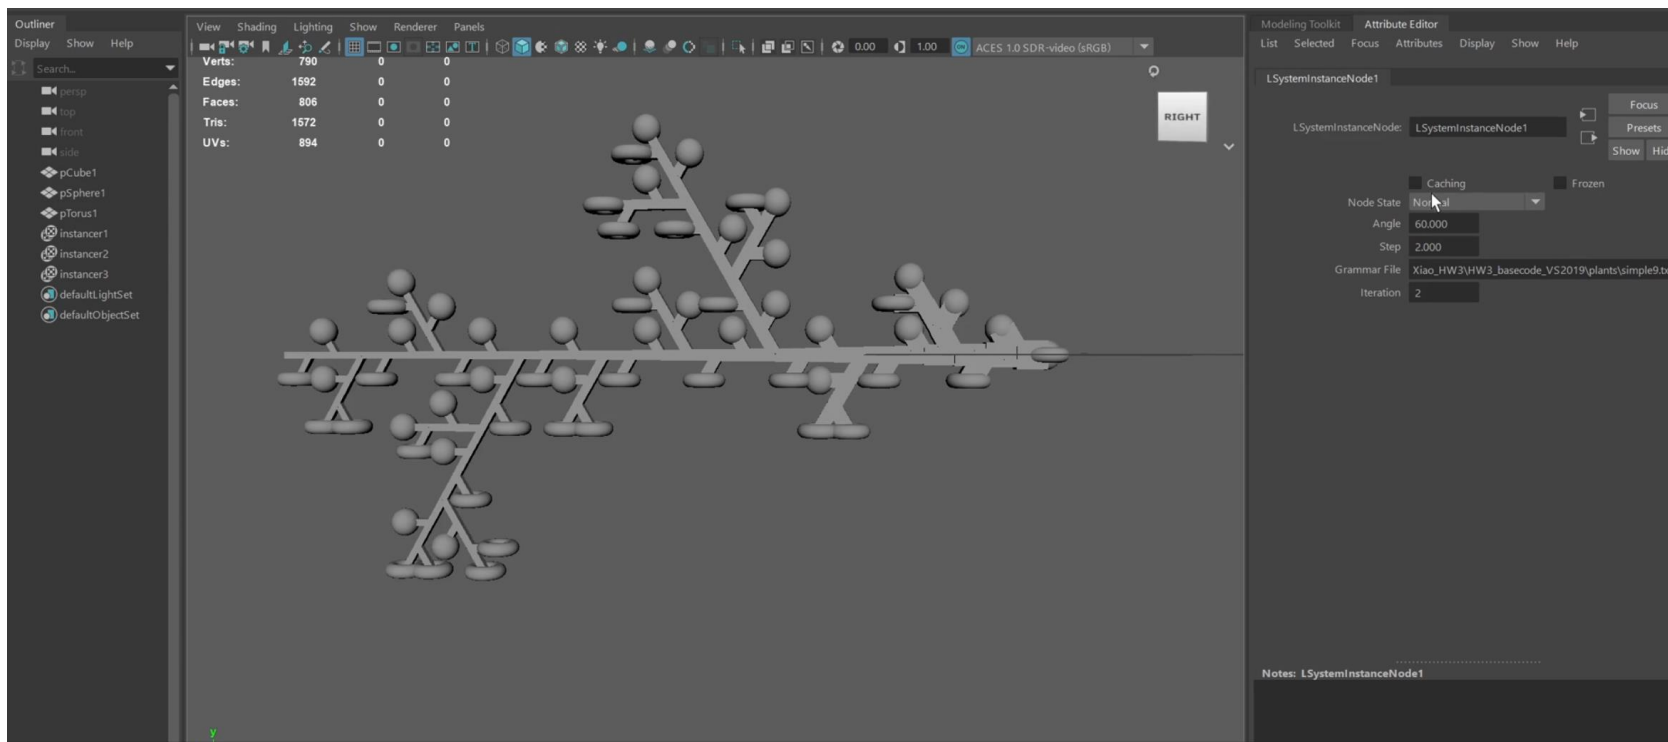 Outliner
Display Show Help
Search...
persp
top
front
side
pCube1
pSphere1
pTorus1
instancer1
instancer2
instancer3
defaultLightSet
defaultObjectSet
View Shading Lighting Show Renderer Panels
0.00 1.00 ON ACES 1.0 SDR-video (sRGB)
Verts: 790 0 0
Edges: 1592 0 0
Faces: 806 0 0
Tris: 1572 0 0
UVs: 894 0 0
RIGHT
y
Modeling Toolkit Attribute Editor
List Selected Focus Attributes Display Show Help
LSystemInstanceNode1
LSystemInstanceNode: LSystemInstanceNode1
Focus
Presets
Show Hid
Caching Frozen
Node State
Angle 60.000
Step 2.000
Grammar File Xiao_HW3\HW3_basecode_VS2019\plants\simple9.tx
Iteration 2
Notes: LSystemInstanceNode1